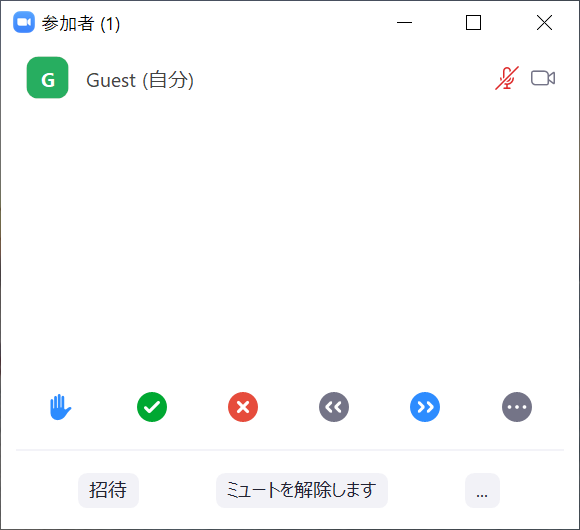 参加者 (1)
G
Guest (自分)
招待
ミュートを解除します
...